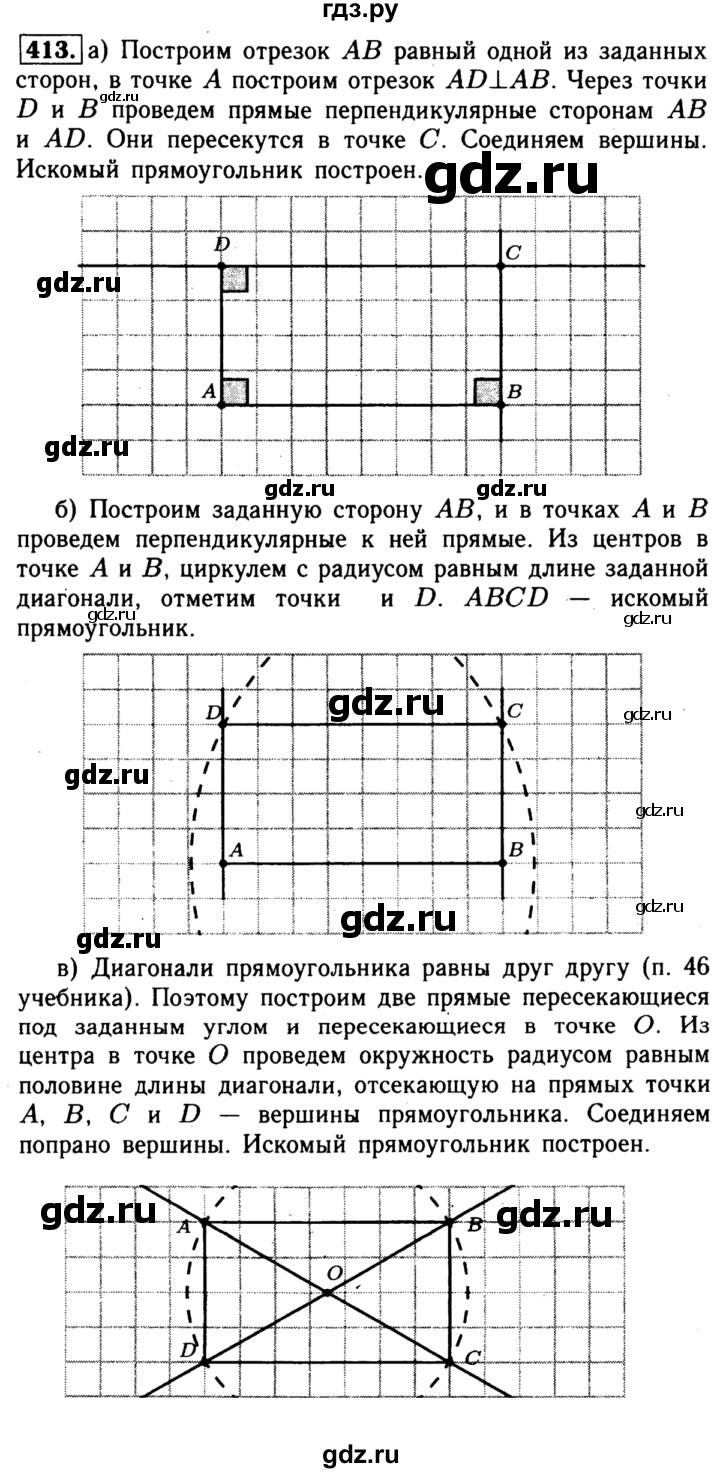 гдз.ру
413. а) Построим отрезок AB равный одной из заданных
сторон, в точке A построим отрезок AD⊥AB. Через точки
gdz.ru
D и B проведем прямые перпендикулярные сторонам AB
и AD. Они пересекутся в точке C. Соединяем вершины.
Искомый прямоугольник построен.
gdz.ru
D C
gdz.ru
A B
gdz.ru
gdz.ru
б) Построим заданную сторону AB, и в точках A и B
проведем перпендикулярные к ней прямые. Из центров в
точке A и B, циркулем с радиусом равным длине заданной
диагонали, отметим точки и D. ABCD — искомый
gdz.ru gdz.ru
прямоугольник.
gdz.ru
D C gdz.ru
gdz.ru
gdz.ru
A B
gdz.ru gdz.ru
gdz.ru
в) Диагонали прямоугольника равны друг другу (п. 46
учебника). Поэтому построим две прямые пересекающиеся
под заданным углом и пересекающиеся в точке O. Из
центра в точке O проведем окружность радиусом равным
половине длины диагонали, отсекающую на прямых точки
A, B, C и D — вершины прямоугольника. Соединяем
попрано вершины. Искомый прямоугольник построен.
gdz.ru A B gdz.ru
O
D C
gdz.ru